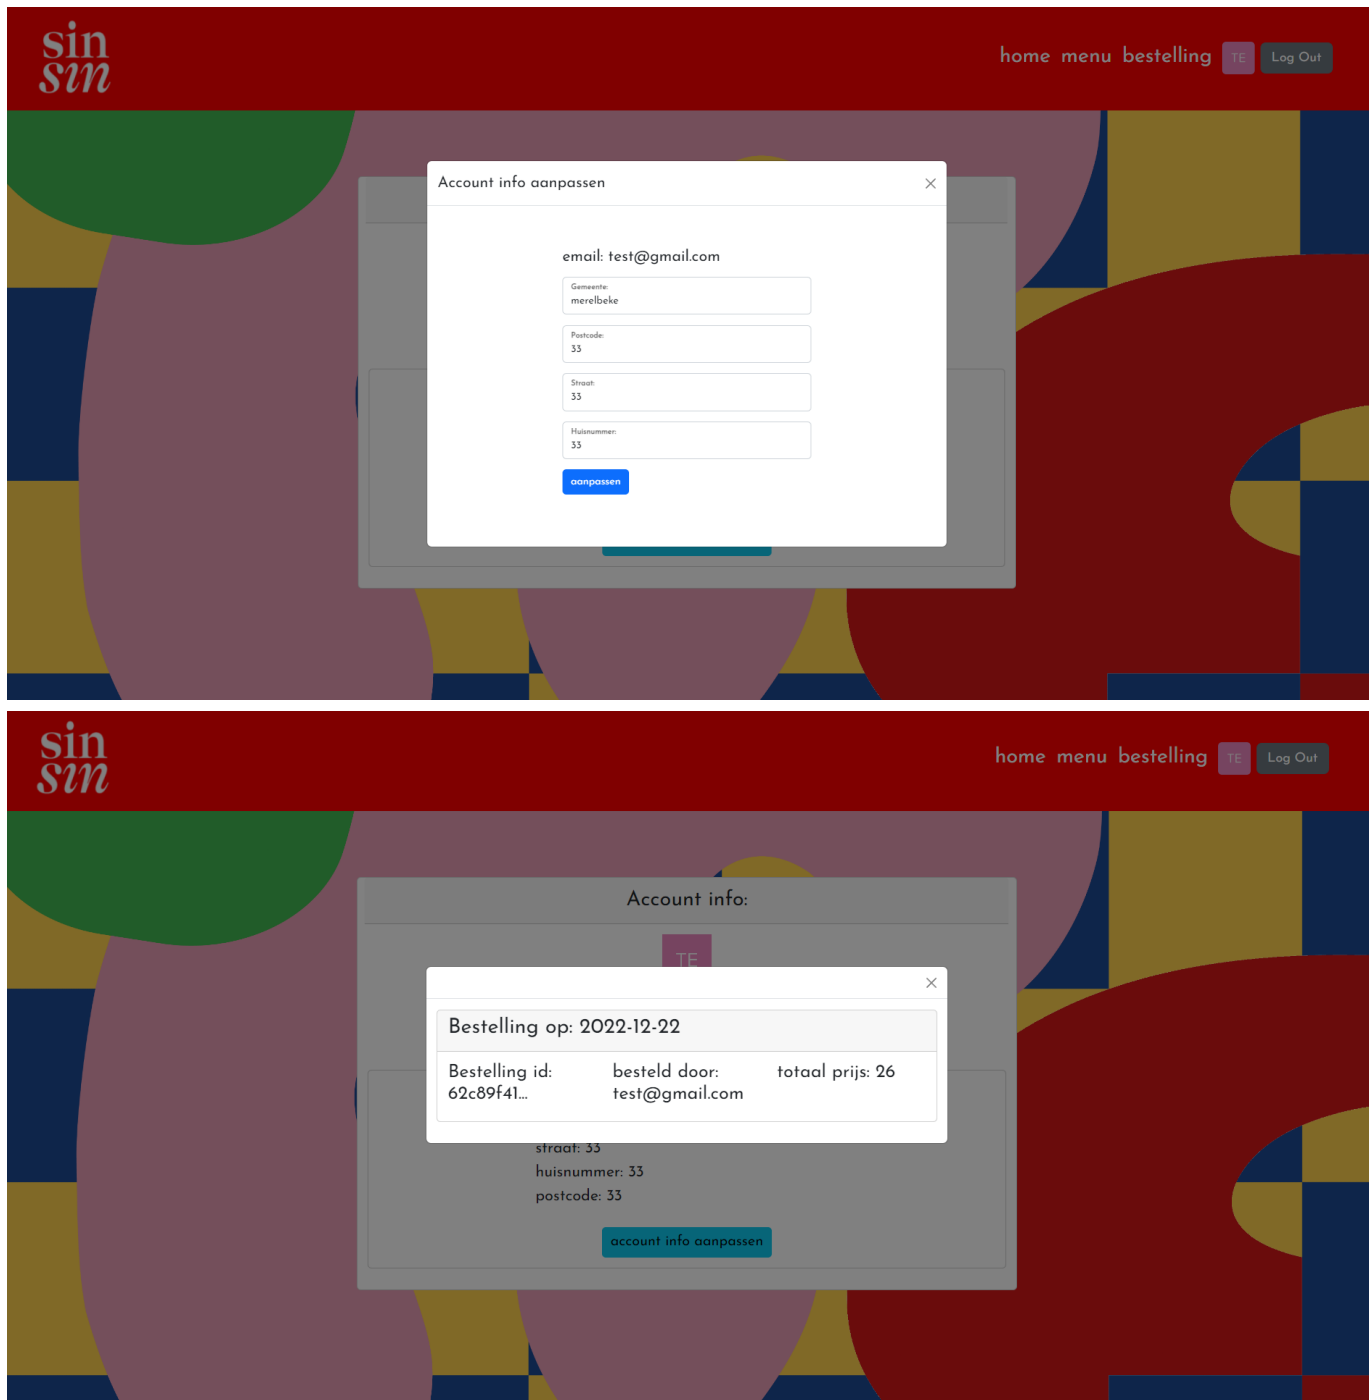 sin
sin
home menu bestelling TE Log Out
Account info aanpassen
email: test@gmail.com
Gemeente:
merelbeke
Postcode:
33
Straat:
33
Huisnummer:
33
aanpassen
sin
sin
home menu bestelling TE Log Out
Account info:
TE
Bestelling op: 2022-12-22
Bestelling id: besteld door: totaal prijs: 26
62c89f41... test@gmail.com
straat: 33
huisnummer: 33
postcode: 33
account info aanpassen